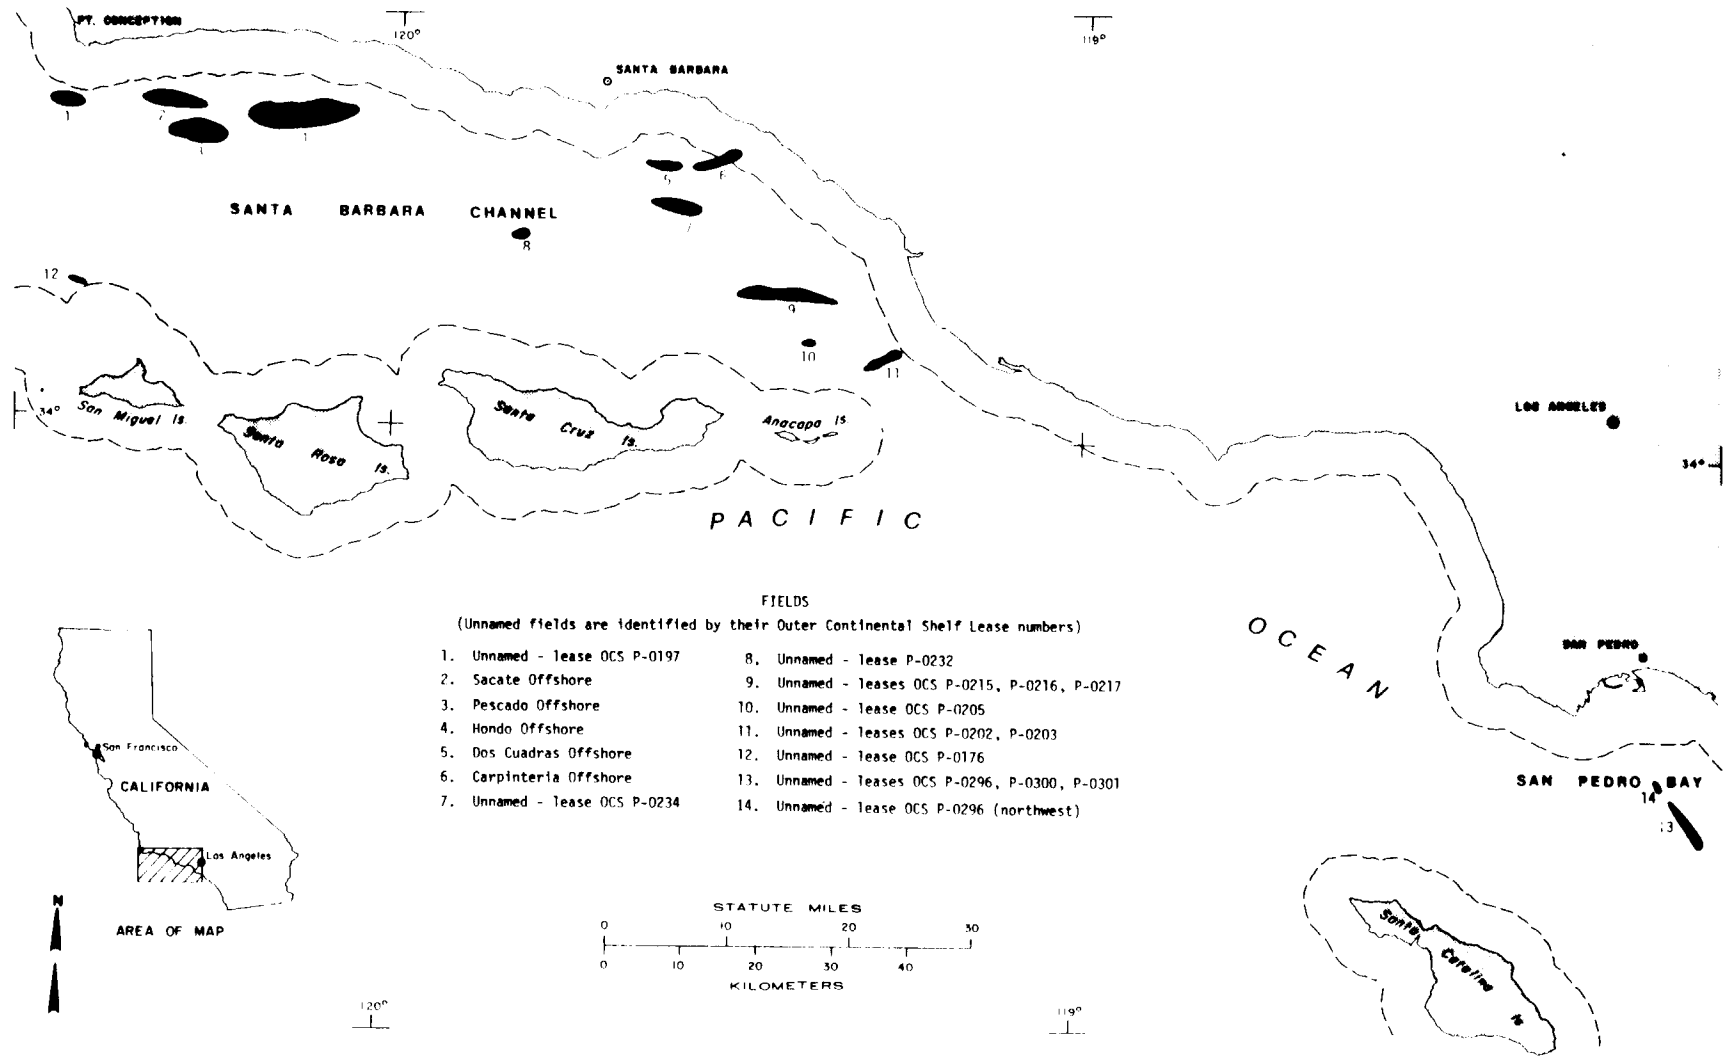 PT. CONCEPTION
120°
119°
SANTA BARBARA
1
5
6
7
SANTA BARBARA CHANNEL
8
12
9
10
11
34°
San Miguel Is.
Santa Rosa Is.
Santa Cruz Is.
Anacapa Is.
LOS ANGELES
34°
PACIFIC
OCEAN
SAN PEDRO
SAN PEDRO BAY
14
13
FIELDS
(Unnamed fields are identified by their Outer Continental Shelf Lease numbers)
1. Unnamed - lease OCS P-0197
2. Sacate Offshore
3. Pescado Offshore
4. Hondo Offshore
5. Dos Cuadras Offshore
6. Carpinteria Offshore
7. Unnamed - lease OCS P-0234
8. Unnamed - lease P-0232
9. Unnamed - leases OCS P-0215, P-0216, P-0217
10. Unnamed - lease OCS P-0205
11. Unnamed - leases OCS P-0202, P-0203
12. Unnamed - lease OCS P-0176
13. Unnamed - leases OCS P-0296, P-0300, P-0301
14. Unnamed - lease OCS P-0296 (northwest)
San Francisco
CALIFORNIA
Los Angeles
N
AREA OF MAP
STATUTE MILES
0 10 20 30
0 10 20 30 40
KILOMETERS
Santa Catalina Is
120°
119°